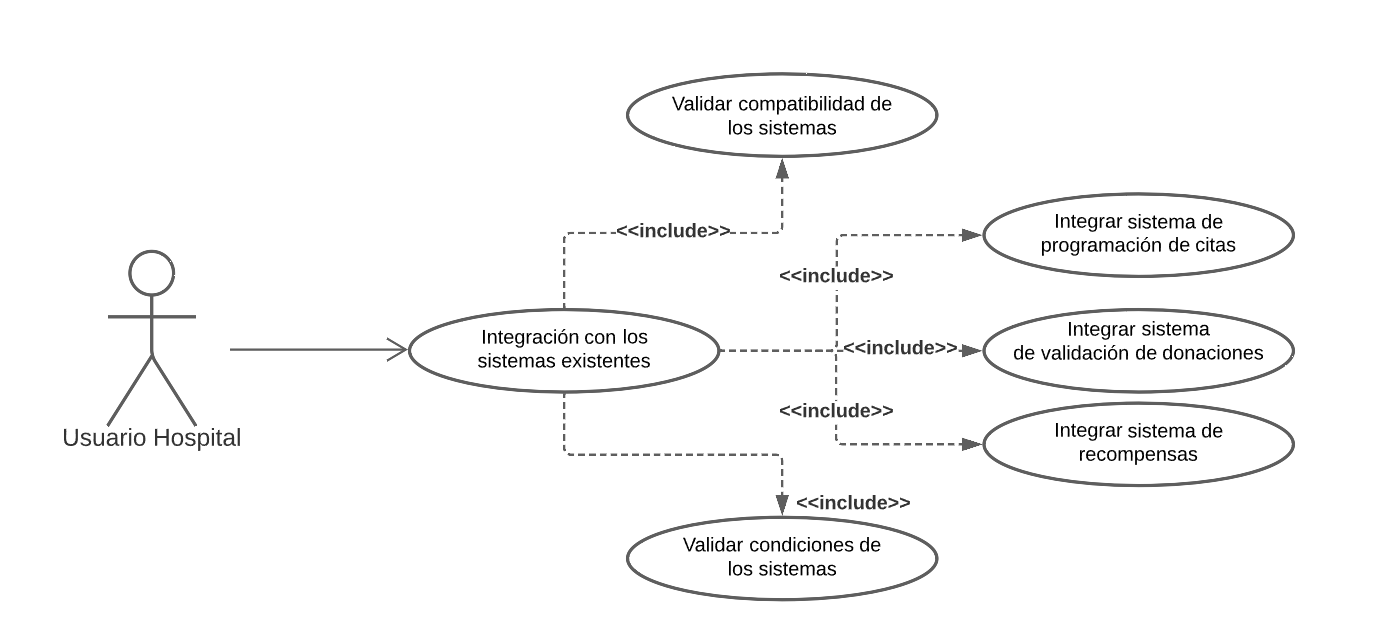 Validar compatibilidad de
los sistemas
<<include>>
Integrar sistema de
programación de citas
<<include>>
Integración con los
sistemas existentes
<<include>>
Integrar sistema
de validación de donaciones
<<include>>
Integrar sistema de
recompensas
Usuario Hospital
<<include>>
Validar condiciones de
los sistemas